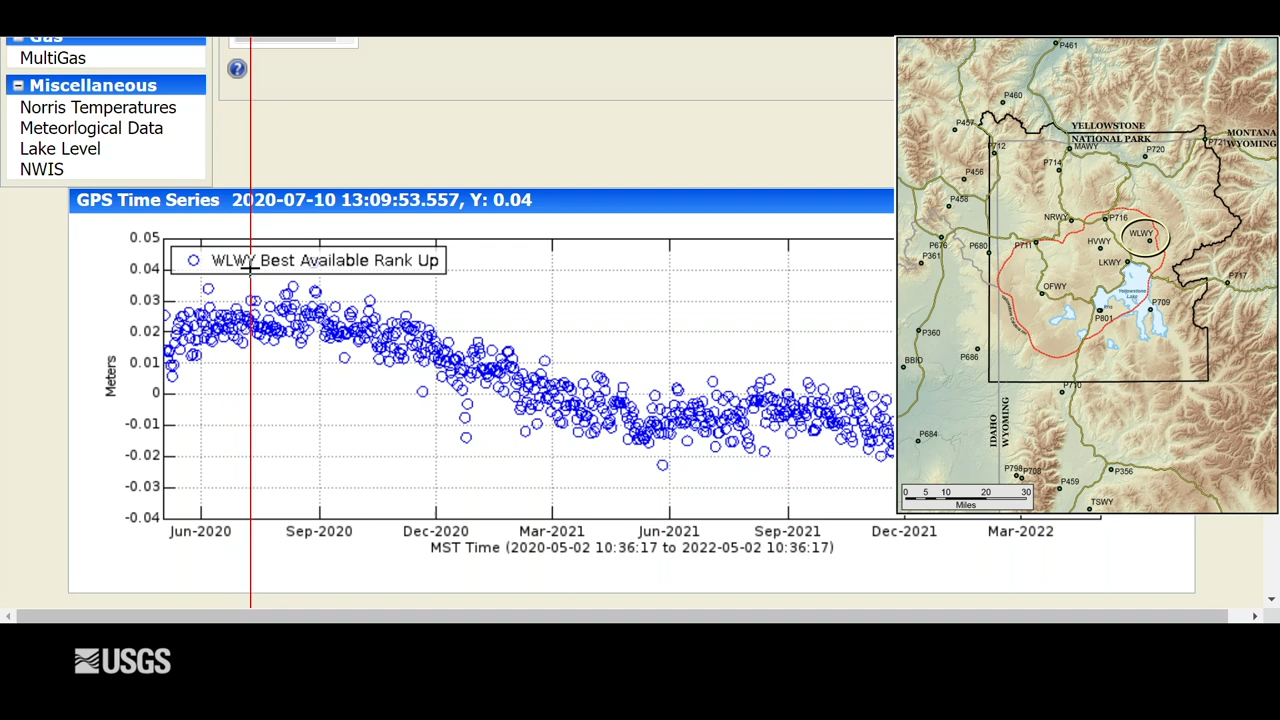 Gas
MultiGas
Miscellaneous
Norris Temperatures
Meteorlogical Data
Lake Level
NWIS
?
GPS Time Series 2020-07-10 13:09:53.557, Y: 0.04
WLWY Best Available Rank Up
0.05
0.04
0.03
0.02
0.01
0
-0.01
-0.02
-0.03
-0.04
Meters
Jun-2020 Sep-2020 Dec-2020 Mar-2021 Jun-2021 Sep-2021 Dec-2021 Mar-2022
MST Time (2020-05-02 10:36:17 to 2022-05-02 10:36:17)
P461
P460
P457
YELLOWSTONE
NATIONAL PARK
MONTANA
WYOMING
P721
P712
MAWY
P720
P714
P456
P458
NRWY
P716
WLWY
P676
P680
P711
HVWY
P361
LKWY
P717
OFWY
Yellowstone
Lake
P709
P801
P360
P686
BBID
P710
IDAHO
WYOMING
P684
P798
P708
P459
P356
TSWY
0 5 10 20 30
Miles
USGS